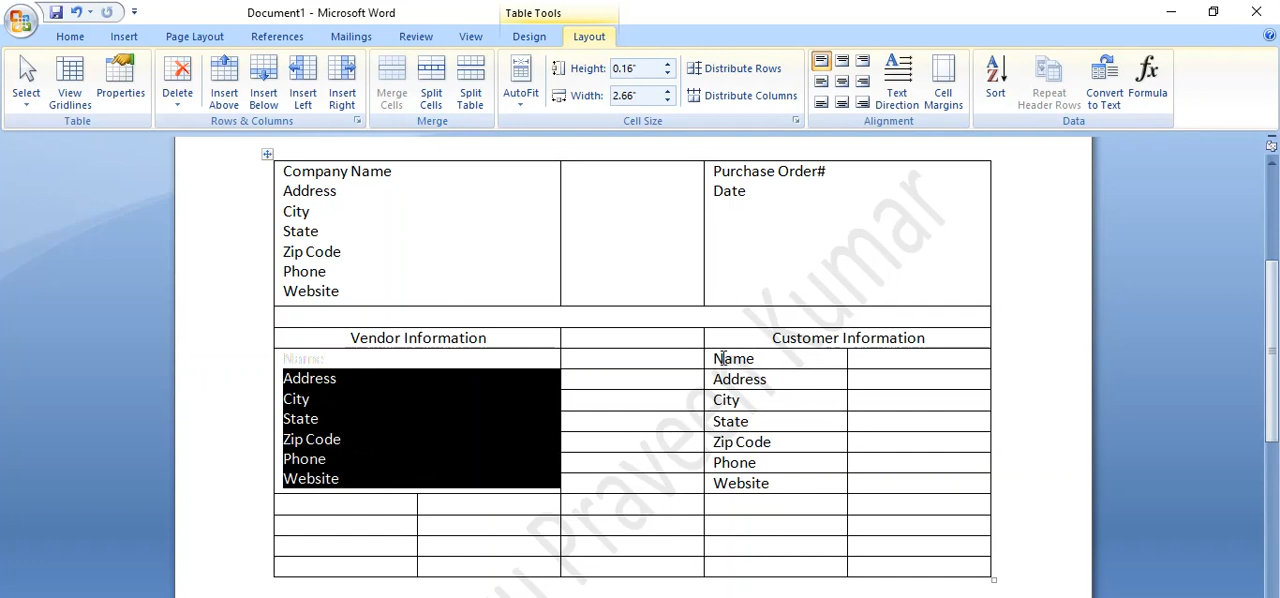 Document1 - Microsoft Word
Table Tools
Home
Insert
Page Layout
References
Mailings
Review
View
Design
Layout
Select
View Gridlines
Properties
Table
Delete
Insert Above
Insert Below
Insert Left
Insert Right
Rows & Columns
Merge Cells
Split Cells
Split Table
Merge
AutoFit
Height: 0.16"
Width: 2.66"
Distribute Rows
Distribute Columns
Cell Size
Text Direction
Cell Margins
Alignment
Sort
Repeat Header Rows
Convert to Text
Formula
Data
Company Name
Address
City
State
Zip Code
Phone
Website
Purchase Order#
Date
Vendor Information
Customer Information
Name
Address
City
State
Zip Code
Phone
Website
Name
Address
City
State
Zip Code
Phone
Website
Praveen Kumar